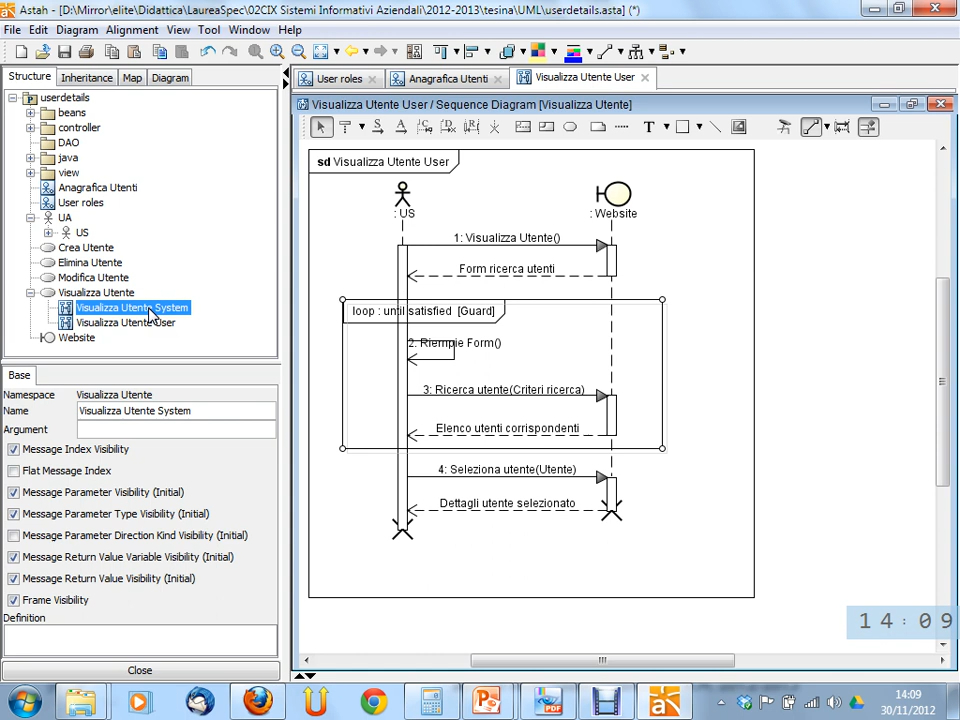 Astah - [D:\Mirror\elite\Didattica\LaureaSpec\02CIX Sistemi Informativi Aziendali\2012-2013\tesina\UML\userdetails.asta] (*)
File Edit Diagram Alignment View Tool Window Help
Structure Inheritance Map Diagram
User roles
Anagrafica Utenti
Visualizza Utente User
userdetails
beans
controller
DAO
java
view
Anagrafica Utenti
User roles
UA
US
Crea Utente
Elimina Utente
Modifica Utente
Visualizza Utente
Visualizza Utente System
Visualizza Utente User
Website
Base
Namespace Visualizza Utente
Name Visualizza Utente System
Argument
Message Index Visibility
Flat Message Index
Message Parameter Visibility (Initial)
Message Parameter Type Visibility (Initial)
Message Parameter Direction Kind Visibility (Initial)
Message Return Value Variable Visibility (Initial)
Message Return Value Visibility (Initial)
Frame Visibility
Definition
Close
Visualizza Utente User / Sequence Diagram [Visualizza Utente]
sd Visualizza Utente User
: US
: Website
1: Visualizza Utente()
Form ricerca utenti
loop : until satisfied [Guard]
2: Riempie Form()
3: Ricerca utente(Criteri ricerca)
Elenco utenti corrispondenti
4: Seleziona utente(Utente)
Dettagli utente selezionato
14:09
14:09
30/11/2012